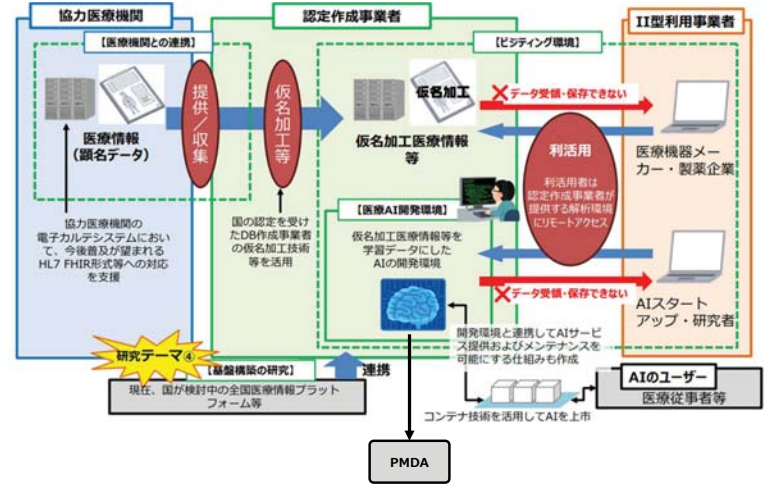 協力医療機関
認定作成事業者
II型利用事業者
【医療機関との連携】
【ビジティング環境】
提供／収集
仮名加工等
仮名加工
医療情報
（顕名データ）
仮名加工医療情報
等
データ受領・保存できない
医療機器メー
カー・製薬企業
利活用
利活用者は
認定作成事業者が
提供する解析環境
にリモートアクセス
協力医療機関の
電子カルテシステムにおい
て、今後普及が望まれる
HL7 FHIR形式等への対応
を支援
国の認定を受け
たDB作成事業者
の仮名加工技術
等を活用
【医療AI開発環境】
仮名加工医療情報等を
学習データにした
AIの開発環境
データ受領・保存できない
AIスタート
アップ・研究者
開発環境と連携してAIサービ
ス提供およびメンテナンスを
可能にする仕組みも作成
研究テーマ④
【基盤構築の研究】
連携
現在、国が検討中の全国医療情報プラット
フォーム等
コンテナ技術を活用してAIを上市
AIのユーザー
医療従事者等
PMDA